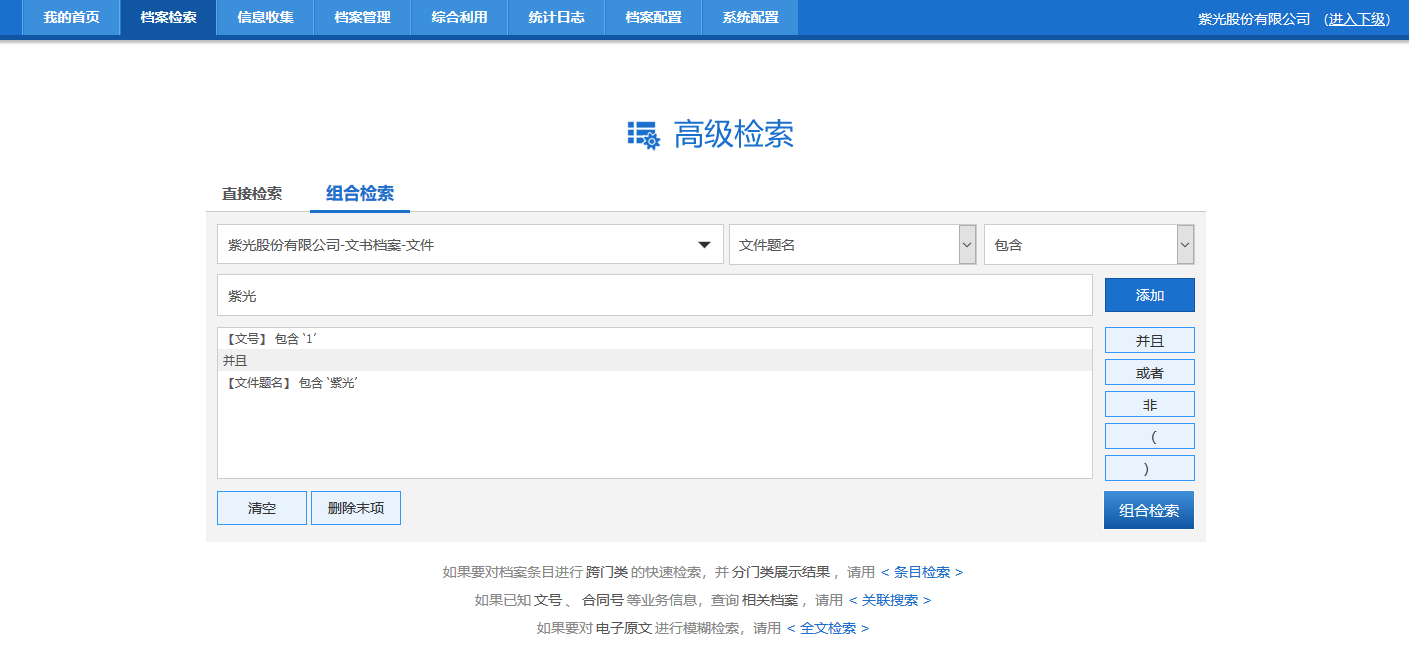 我的首页 档案检索 信息收集 档案管理 综合利用 统计日志 档案配置 系统配置 紫光股份有限公司 （进入下级）
高级检索
直接检索 组合检索
紫光股份有限公司-文书档案-文件 文件题名 包含
紫光 添加
【文号】 包含 '1'
并且
【文件题名】 包含 '紫光'
并且
或者
非
(
)
清空 删除末项 组合检索
如果要对档案条目进行 跨门类 的快速检索，并 分门类展示结果 ，请用 < 条目检索 >
如果已知 文号 、 合同号 等业务信息，查询 相关档案 ，请用 < 关联搜索 >
如果要对 电子原文 进行模糊检索，请用 < 全文检索 >